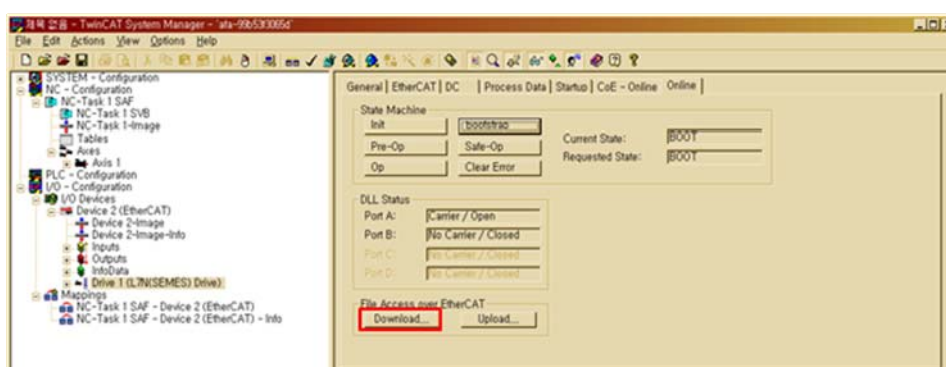 제목 없음 - TwinCAT System Manager - 'afa-99b53f3065d'
File Edit Actions View Options Help
SYSTEM - Configuration
NC - Configuration
NC-Task 1 SAF
NC-Task 1 SVB
NC-Task 1-Image
Tables
Axes
Axis 1
PLC - Configuration
I/O - Configuration
I/O Devices
Device 2 (EtherCAT)
Device 2-Image
Device 2-Image-Info
Inputs
Outputs
InfoData
Drive 1 (L7N(SEMES) Drive)
Mappings
NC-Task 1 SAF - Device 2 (EtherCAT)
NC-Task 1 SAF - Device 2 (EtherCAT) - Info
General EtherCAT DC Process Data Startup CoE - Online Online
State Machine
Init bootstrap
Pre-Op Safe-Op
Op Clear Error
Current State: BOOT
Requested State: BOOT
DLL Status
Port A: Carrier / Open
Port B: No Carrier / Closed
Port C: No Carrier / Closed
Port D: No Carrier / Closed
File Access over EtherCAT
Download... Upload...